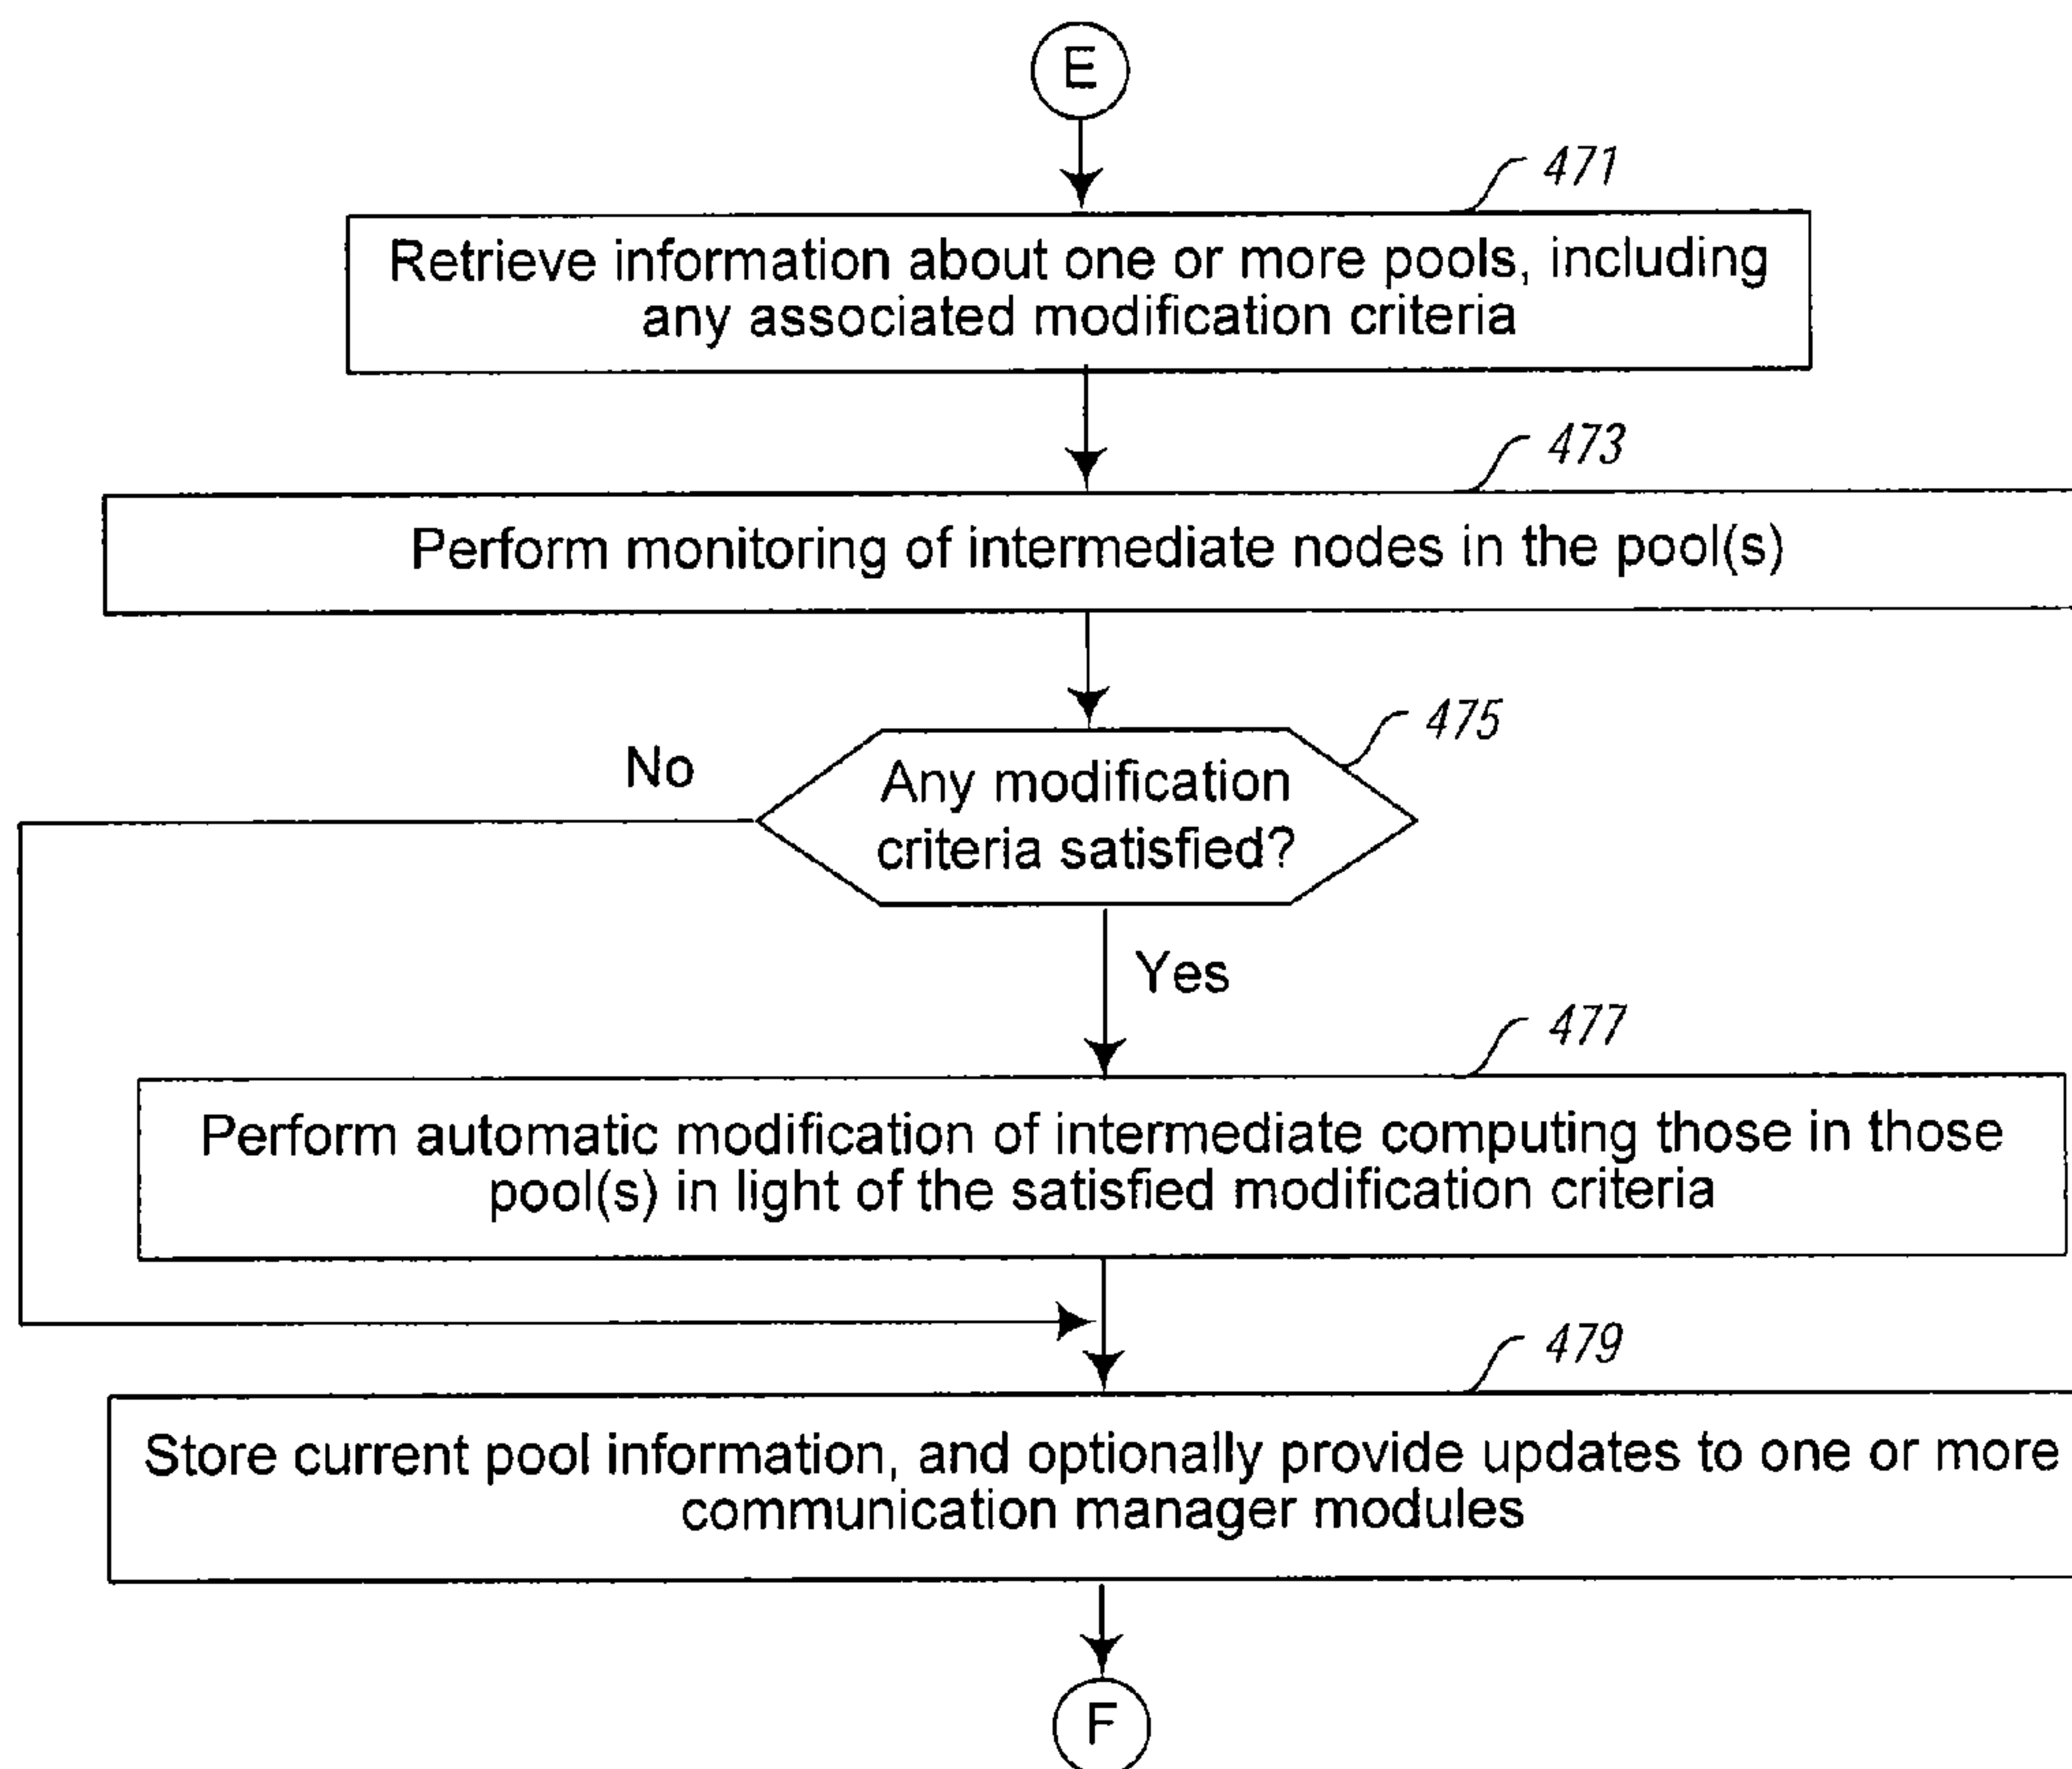 E
471
Retrieve information about one or more pools, including
any associated modification criteria
473
Perform monitoring of intermediate nodes in the pool(s)
475
No
Any modification
criteria satisfied?
Yes
477
Perform automatic modification of intermediate computing those in those
pool(s) in light of the satisfied modification criteria
479
Store current pool information, and optionally provide updates to one or more
communication manager modules
F